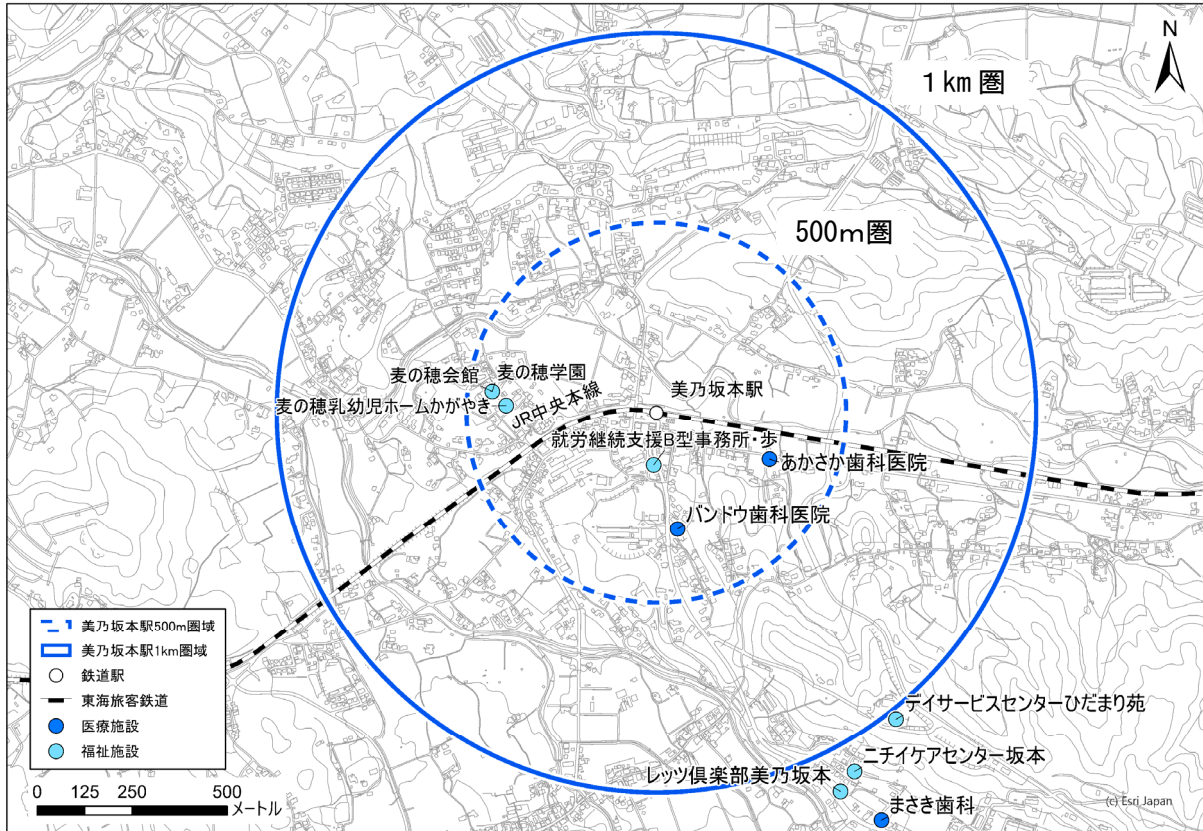 N
1km圏
500m圏
麦の穂会館
麦の穂学園
麦の穂乳幼児ホームかがやき
JR中央本線
美乃坂本駅
就労継続支援B型事務所・歩
あかさか歯科医院
バンドウ歯科医院
デイサービスセンターひだまり苑
ニチイケアセンター坂本
レッツ倶楽部美乃坂本
まさき歯科
美乃坂本駅500m圏域
美乃坂本駅1km圏域
鉄道駅
東海旅客鉄道
医療施設
福祉施設
0 125 250 500 メートル
(c) Esri Japan